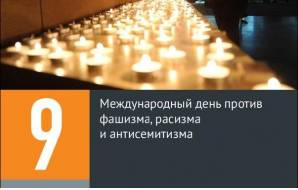 9
Международный день против
фашизма, расизма
и антисемитизма